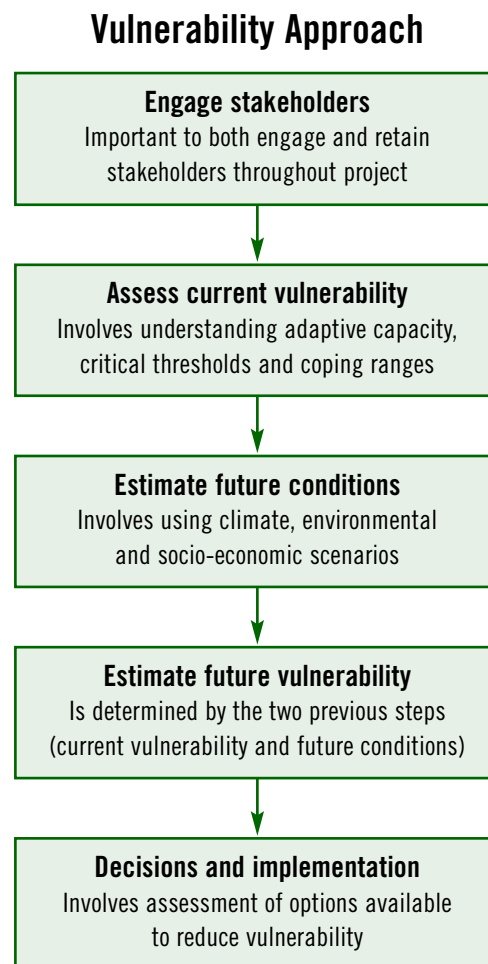 Vulnerability Approach
Engage stakeholders
Important to both engage and retain
stakeholders throughout project
Assess current vulnerability
Involves understanding adaptive capacity,
critical thresholds and coping ranges
Estimate future conditions
Involves using climate, environmental
and socio-economic scenarios
Estimate future vulnerability
Is determined by the two previous steps
(current vulnerability and future conditions)
Decisions and implementation
Involves assessment of options available
to reduce vulnerability